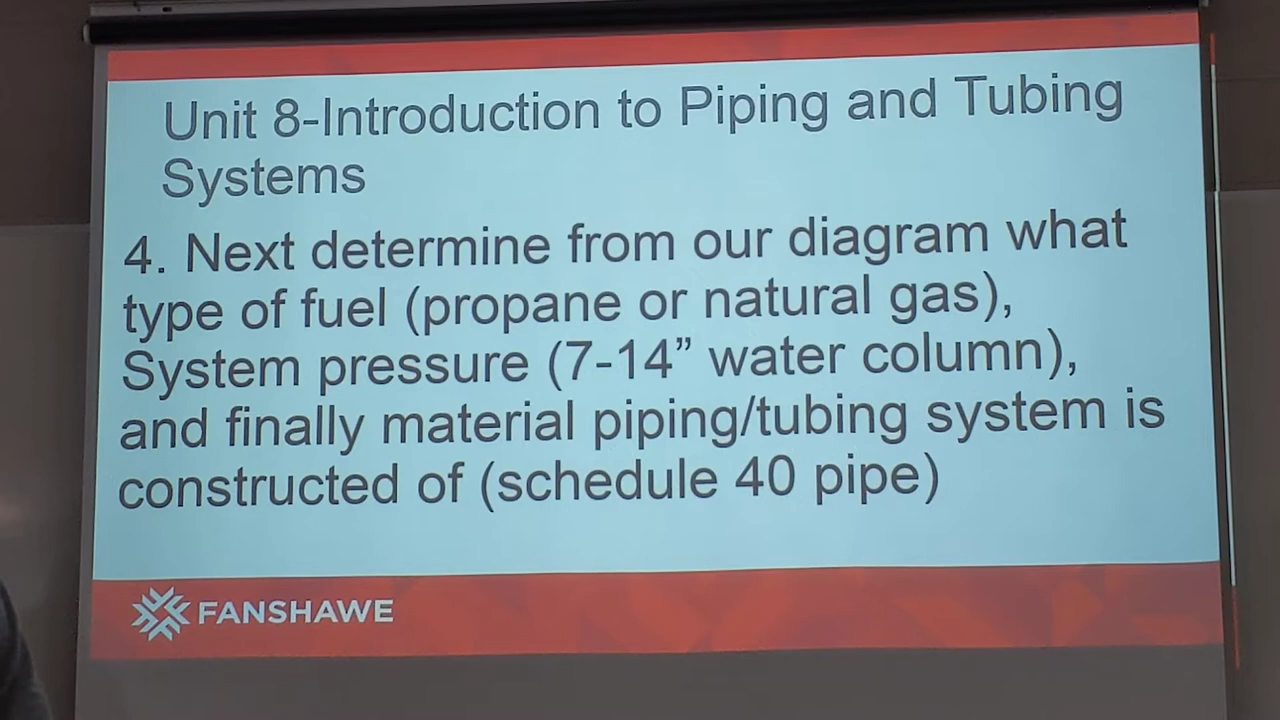 Unit 8-Introduction to Piping and Tubing
Systems
4. Next determine from our diagram what
type of fuel (propane or natural gas),
System pressure (7-14” water column),
and finally material piping/tubing system is
constructed of (schedule 40 pipe)
FANSHAWE